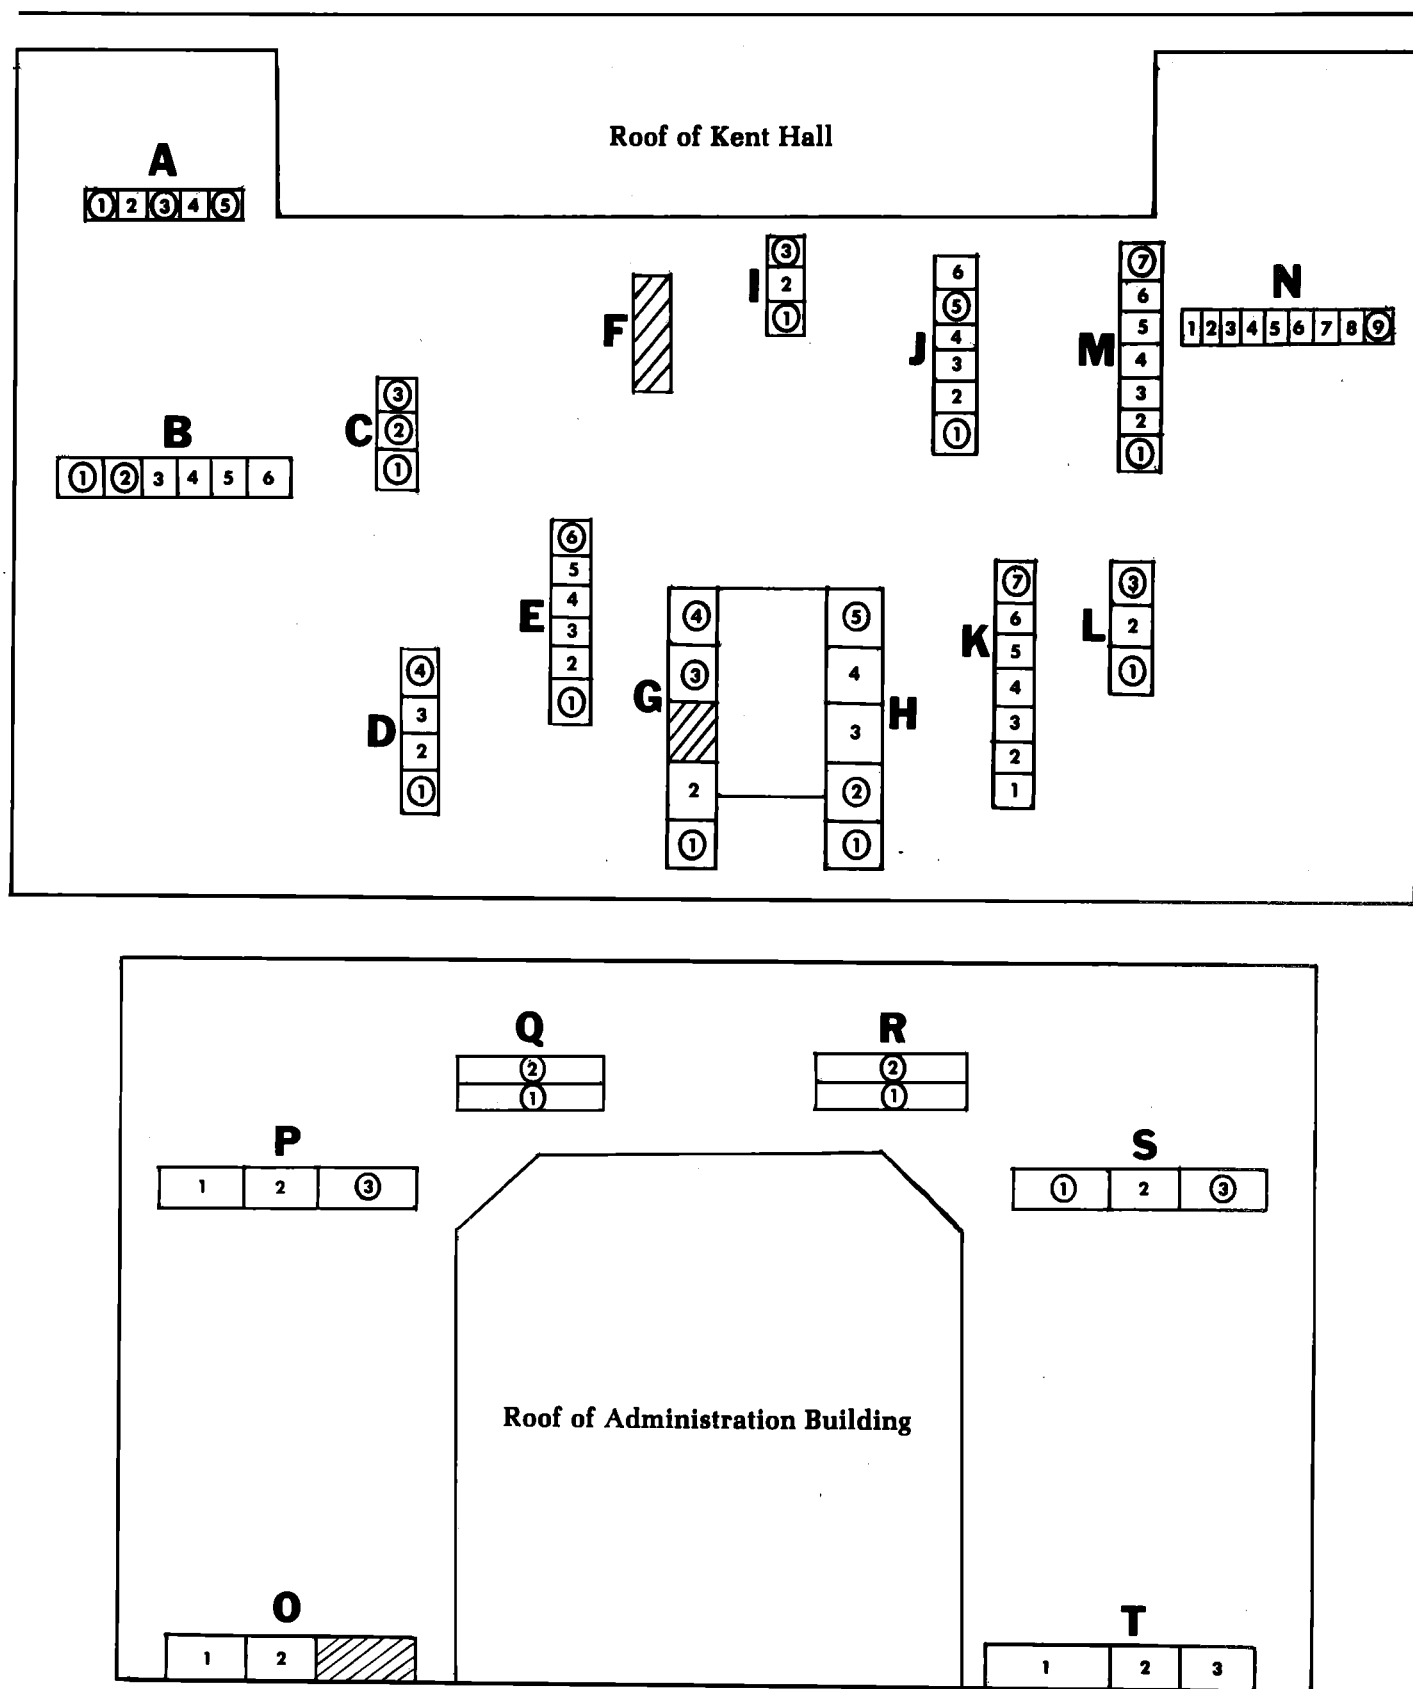 Roof of Kent Hall
A
① 2 ③ 4 ⑤
B
① ② 3 4 5 6
C
③
②
①
D
④
3
2
①
E
⑥
5
4
3
2
①
F
G
④
③
2
①
H
⑤
4
3
②
①
I
③
2
①
J
6
⑤
4
3
2
①
K
⑦
6
5
4
3
2
1
L
③
2
①
M
⑦
6
5
4
3
2
①
N
1 2 3 4 5 6 7 8 ⑨
Q
②
①
R
②
①
P
1 2 ③
S
① 2 ③
Roof of Administration Building
O
1 2
T
1 2 3